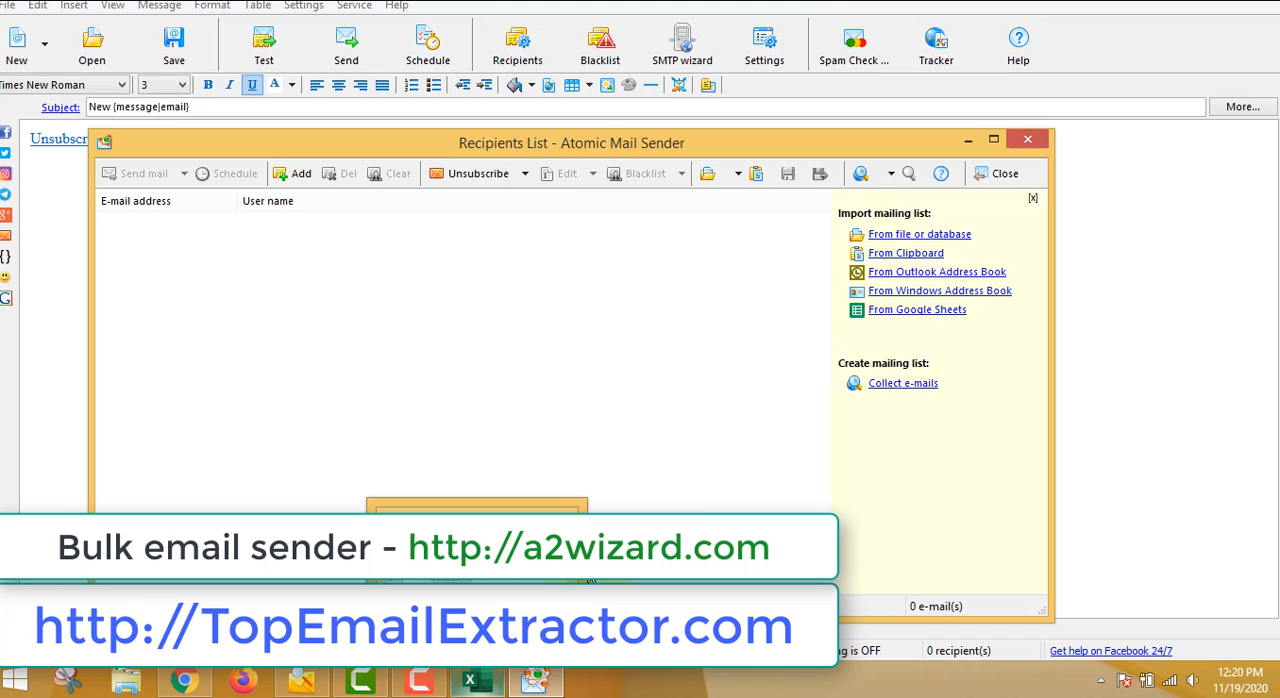 File Edit Insert View Message Format Table Settings Service Help
New Open Save Test Send Schedule Recipients Blacklist SMTP wizard Settings Spam Check ... Tracker Help
Times New Roman 3 B I U A
Subject: New {message|email} More...
Unsubscr
Recipients List - Atomic Mail Sender
Send mail Schedule Add Del Clear Unsubscribe Edit Blacklist Close
E-mail address User name
[x]
Import mailing list:
From file or database
From Clipboard
From Outlook Address Book
From Windows Address Book
From Google Sheets
Create mailing list:
Collect e-mails
Bulk email sender - http://a2wizard.com
0 e-mail(s)
http://TopEmailExtractor.com
ng is OFF 0 recipient(s) Get help on Facebook 24/7
12:20 PM
11/19/2020